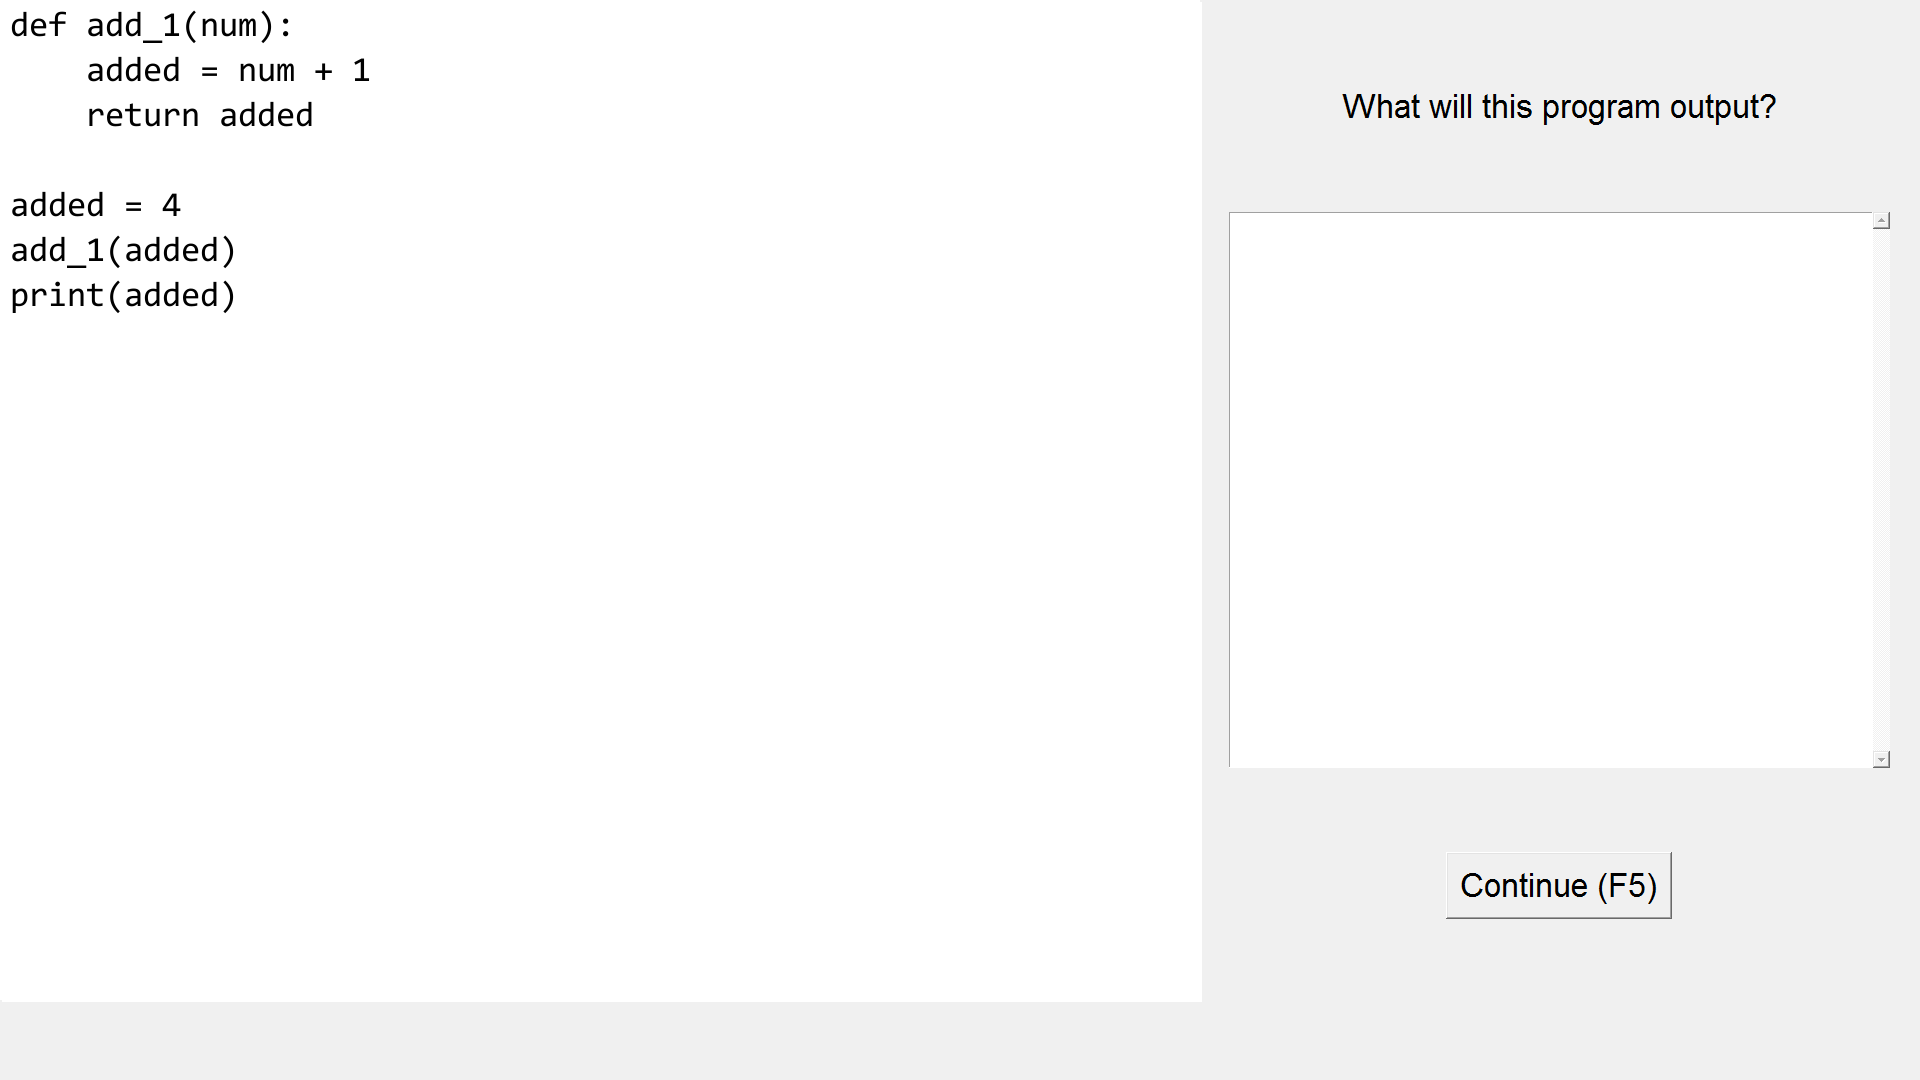 def add_1(num):
    added = num + 1
    return added

added = 4
add_1(added)
print(added)
What will this program output?
Continue (F5)